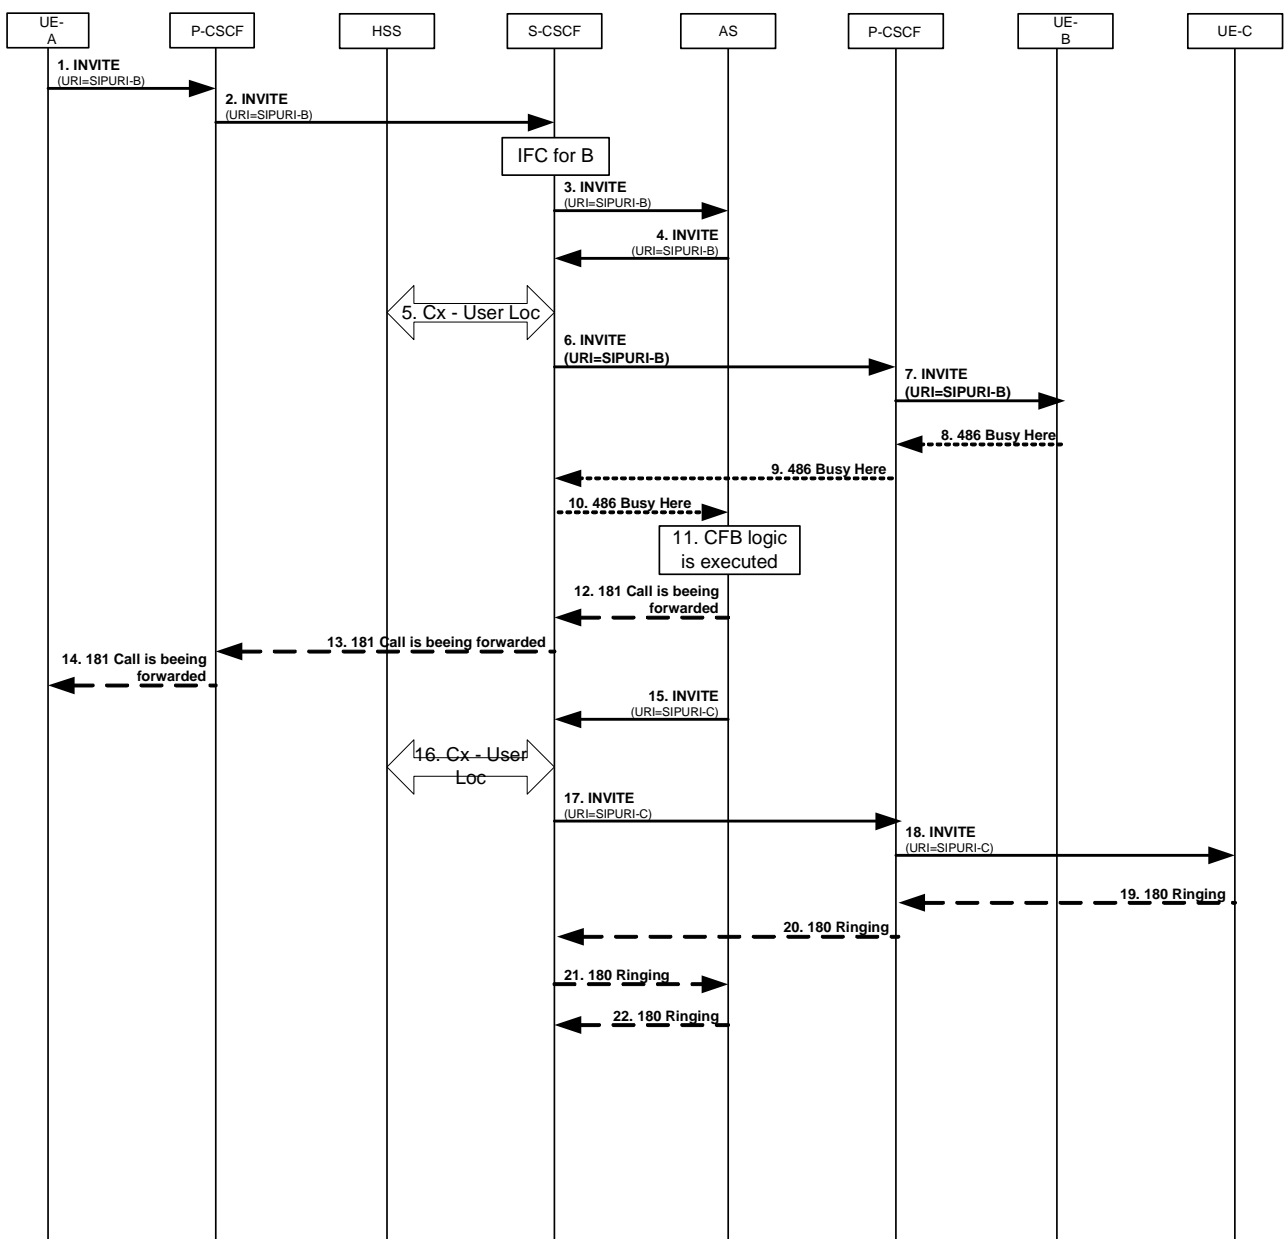 UE-
A
P-CSCF
HSS
S-CSCF
AS
P-CSCF
UE-
B
UE-C
1. INVITE
(URI=SIPURI-B)
2. INVITE
(URI=SIPURI-B)
IFC for B
3. INVITE
(URI=SIPURI-B)
4. INVITE
(URI=SIPURI-B)
5. Cx - User Loc
6. INVITE
(URI=SIPURI-B)
7. INVITE
(URI=SIPURI-B)
8. 486 Busy Here
9. 486 Busy Here
10. 486 Busy Here
11. CFB logic
is executed
12. 181 Call is beeing
forwarded
13. 181 Call is beeing forwarded
14. 181 Call is beeing
forwarded
15. INVITE
(URI=SIPURI-C)
16. Cx - User
Loc
17. INVITE
(URI=SIPURI-C)
18. INVITE
(URI=SIPURI-C)
19. 180 Ringing
20. 180 Ringing
21. 180 Ringing
22. 180 Ringing